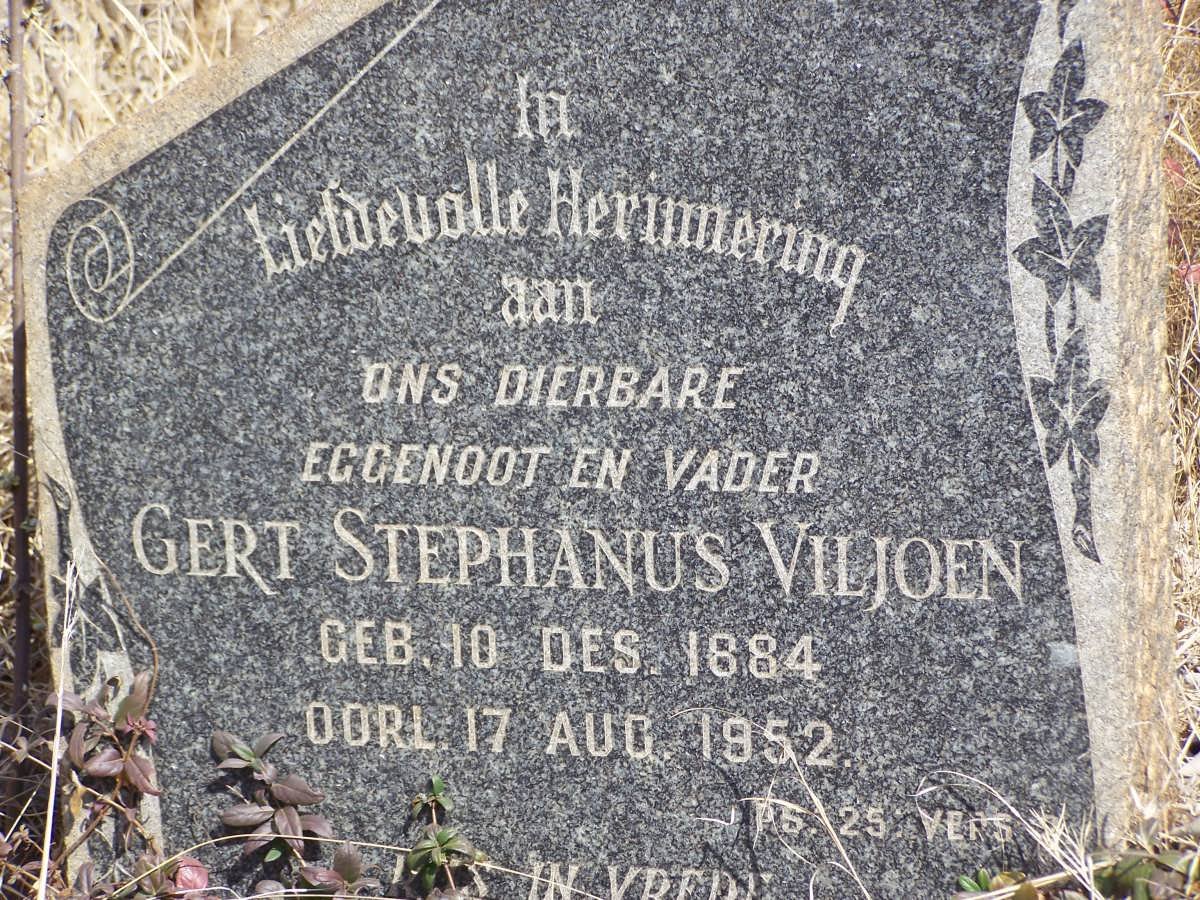 In
Liefdevolle Herinnering
aan
ONS DIERBARE
EGGENOOT EN VADER
GERT STEPHANUS VILJOEN
GEB. 10 DES. 1884
OORL. 17 AUG. 1952.
PS. 25. VERS
IN VREDE